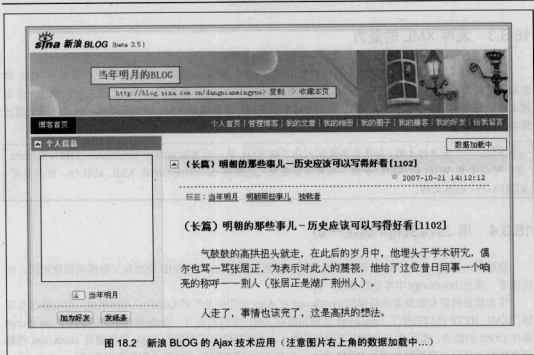 sina 新浪 BLOG (beta 3.5)
当年明月的BLOG
http://blog.sina.com.cn/dangnianmingyue> 复制 > 收藏本页
博客首页
个人首页|管理博客|我的文章|我的相册|我的圈子|我的播客|我的好友|给我留言
个人信息
数据加载中...
(长篇) 明朝的那些事儿-历史应该可以写得好看[1102]
2007-10-21 14:12:12
标签：当年明月 明朝那些事儿
(长篇) 明朝的那些事儿-历史应该可以写得好看[1102]
气鼓鼓的高拱扭头就走，在此后的岁月中，他埋头于学术研究，偶
尔也骂一骂张居正，为表示对此人的蔑视，他给了这位昔日同事一个响
亮的称呼——荆人（张居正是湖广荆州人）。
当年明月
人走了，事情也该完了，这是高拱的想法。
加为好友 发纸条
图 18.2 新浪 BLOG 的 Ajax 技术应用（注意图片右上角的数据加载中...）